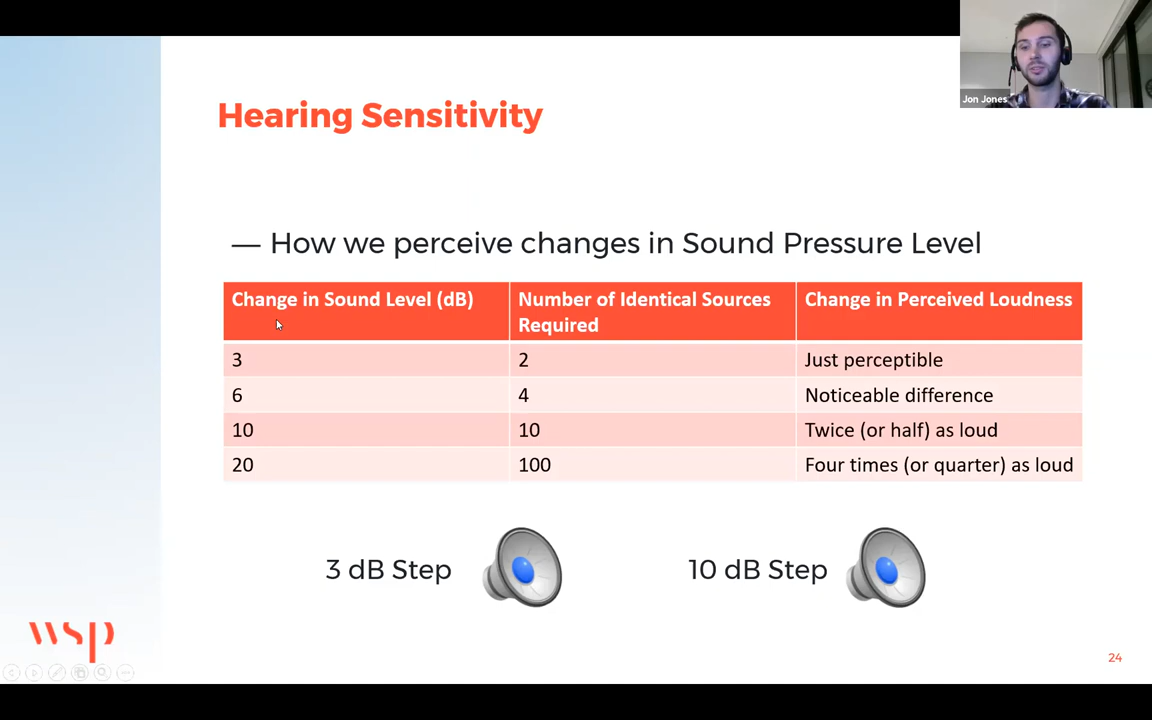 Jon Jones
Hearing Sensitivity
— How we perceive changes in Sound Pressure Level
Change in Sound Level (dB)
Number of Identical Sources
Required
Change in Perceived Loudness
3
2
Just perceptible
6
4
Noticeable difference
10
10
Twice (or half) as loud
20
100
Four times (or quarter) as loud
3 dB Step
10 dB Step
wsp
24